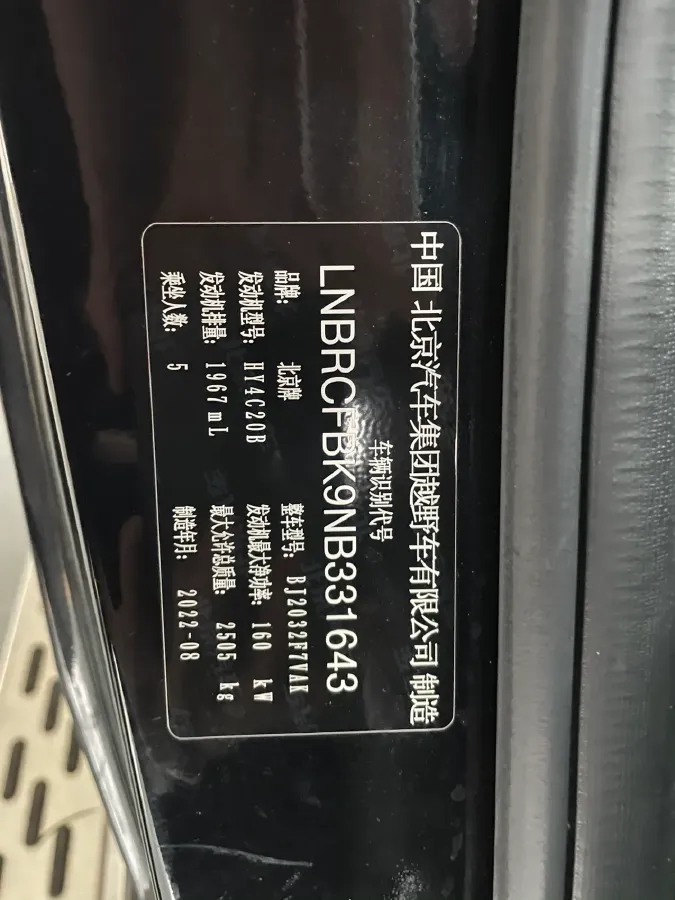 中国 北京汽车集团越野车有限公司 制造
车辆识别代号
LNBRCFBK9NB331643
品牌: 北京牌 整车型号: BJ2032F7VAK
发动机型号: HY4C20B 发动机最大净功率: 160 kW
发动机排量: 1967 mL 最大允许总质量: 2505 kg
乘坐人数: 5 制造年月: 2022-08